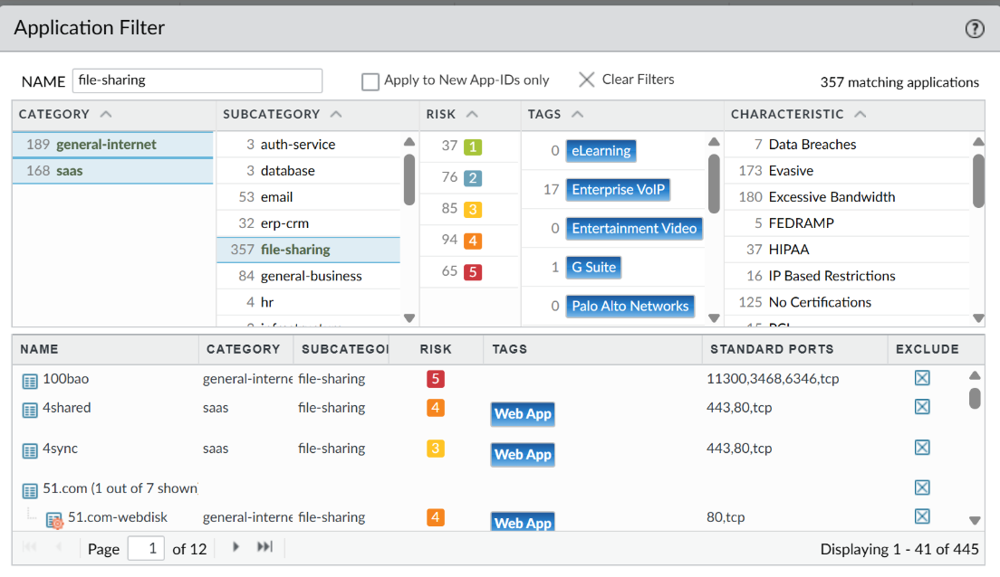 Application Filter
NAME file-sharing Apply to New App-IDs only Clear Filters 357 matching applications
CATEGORY SUBCATEGORY RISK TAGS CHARACTERISTIC
189 general-internet
168 saas
3 auth-service
3 database
53 email
32 erp-crm
357 file-sharing
84 general-business
4 hr
37 1
76 2
85 3
94 4
65 5
0 eLearning
17 Enterprise VoIP
0 Entertainment Video
1 G Suite
0 Palo Alto Networks
7 Data Breaches
173 Evasive
180 Excessive Bandwidth
5 FEDRAMP
37 HIPAA
16 IP Based Restrictions
125 No Certifications
NAME CATEGORY SUBCATEGO RISK TAGS STANDARD PORTS EXCLUDE
100bao general-interne file-sharing 5 11300,3468,6346,tcp
4shared saas file-sharing 4 Web App 443,80,tcp
4sync saas file-sharing 3 Web App 443,80,tcp
51.com (1 out of 7 shown)
51.com-webdisk general-interne file-sharing 4 Web App 80,tcp
Page 1 of 12 Displaying 1 - 41 of 445